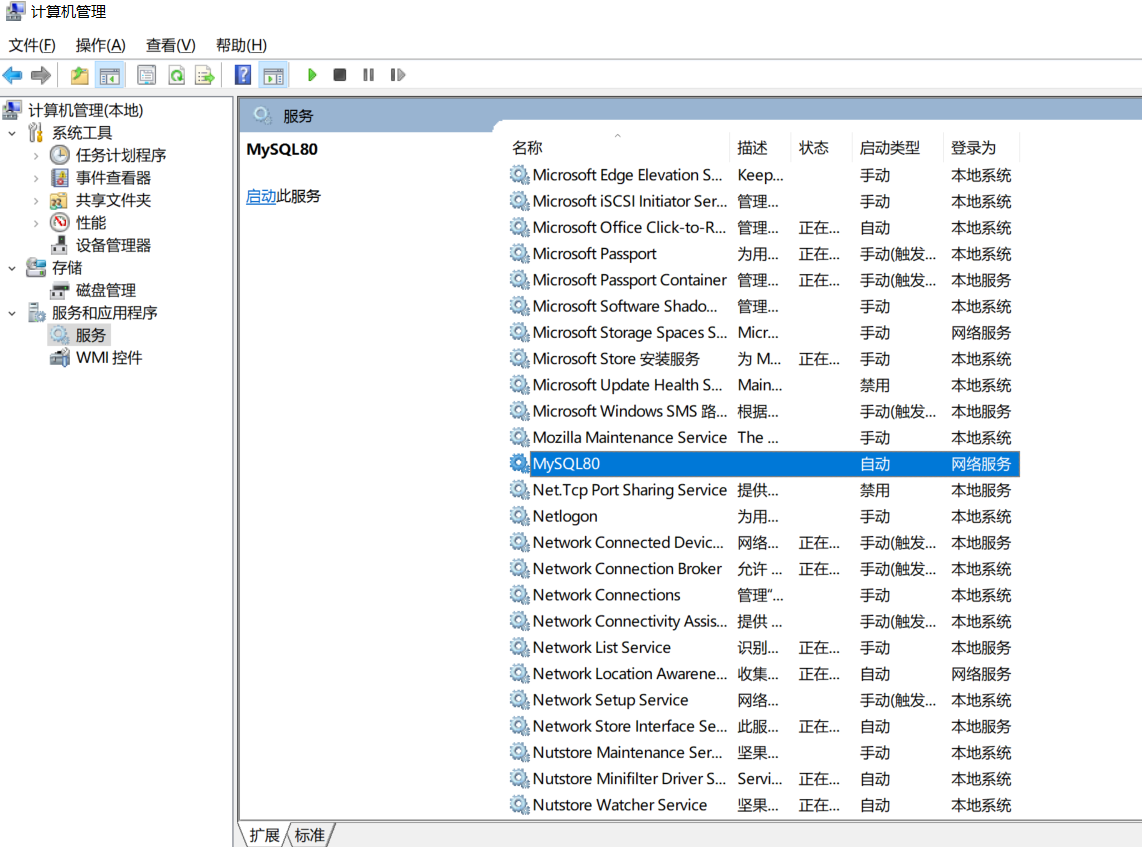 计算机管理
文件(F) 操作(A) 查看(V) 帮助(H)
计算机管理(本地)
系统工具
任务计划程序
事件查看器
共享文件夹
性能
设备管理器
存储
磁盘管理
服务和应用程序
服务
WMI 控件
服务
MySQL80
启动此服务
名称 描述 状态 启动类型 登录为
Microsoft Edge Elevation S... Keep... 手动 本地系统
Microsoft iSCSI Initiator Ser... 管理... 手动 本地系统
Microsoft Office Click-to-R... 管理... 正在... 自动 本地系统
Microsoft Passport 为用... 正在... 手动(触发... 本地系统
Microsoft Passport Container 管理... 正在... 手动(触发... 本地服务
Microsoft Software Shado... 管理... 手动 本地系统
Microsoft Storage Spaces S... Micr... 手动 网络服务
Microsoft Store 安装服务 为 M... 正在... 手动 本地系统
Microsoft Update Health S... Main... 禁用 本地系统
Microsoft Windows SMS 路... 根据... 手动(触发... 本地服务
Mozilla Maintenance Service The ... 手动 本地系统
MySQL80 自动 网络服务
Net.Tcp Port Sharing Service 提供... 禁用 本地服务
Netlogon 为用... 手动 本地系统
Network Connected Devic... 网络... 正在... 手动(触发... 本地服务
Network Connection Broker 允许 ... 正在... 手动(触发... 本地系统
Network Connections 管理“... 手动 本地系统
Network Connectivity Assis... 提供 ... 手动(触发... 本地系统
Network List Service 识别... 正在... 手动 本地服务
Network Location Awarene... 收集... 正在... 自动 网络服务
Network Setup Service 网络... 手动(触发... 本地系统
Network Store Interface Se... 此服... 正在... 自动 本地服务
Nutstore Maintenance Ser... 坚果... 手动 本地系统
Nutstore Minifilter Driver S... Servi... 正在... 自动 本地系统
Nutstore Watcher Service 坚果... 正在... 自动 本地系统
扩展 标准